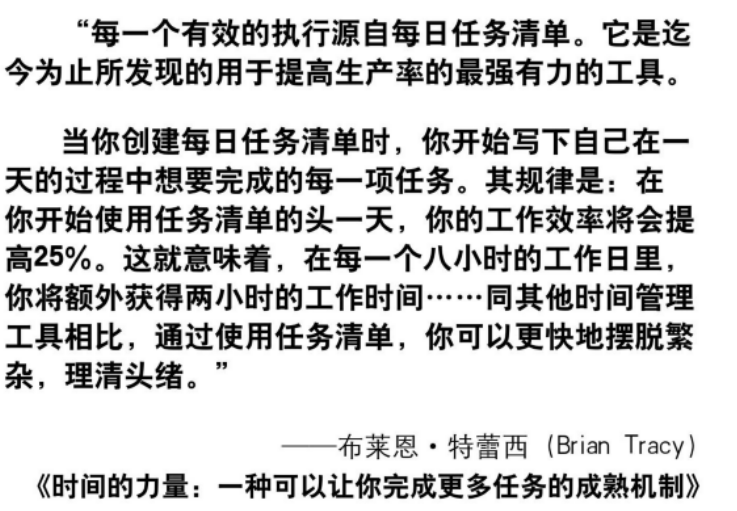 “每一个有效的执行源自每日任务清单。它是迄
今为止所发现的用于提高生产率的最强有力的工具。
当你创建每日任务清单时，你开始写下自己在一
天的过程中想要完成的每一项任务。其规律是：在
你开始使用任务清单的头一天，你的工作效率将会提
高25%。这就意味着，在每一个八小时的工作日里，
你将额外获得两小时的工作时间……同其他时间管理
工具相比，通过使用任务清单，你可以更快地摆脱繁
杂，理清头绪。”
——布莱恩·特蕾西（Brian Tracy）
《时间的力量：一种可以让你完成更多任务的成熟机制》